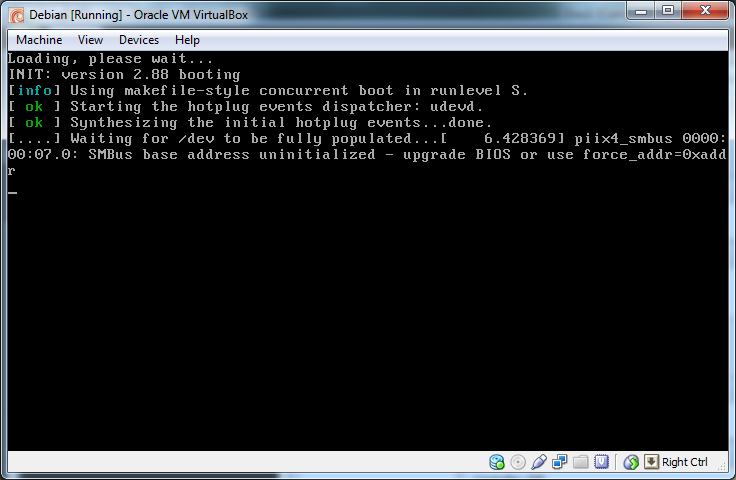 Debian [Running] - Oracle VM VirtualBox
Machine View Devices Help
Loading, please wait...
INIT: version 2.88 booting
[info] Using makefile-style concurrent boot in runlevel S.
[ ok ] Starting the hotplug events dispatcher: udevd.
[ ok ] Synthesizing the initial hotplug events...done.
[....] Waiting for /dev to be fully populated...[    6.428369] piix4_smbus 0000:
00:07.0: SMBus base address uninitialized - upgrade BIOS or use force_addr=0xadd
r
_
Right Ctrl